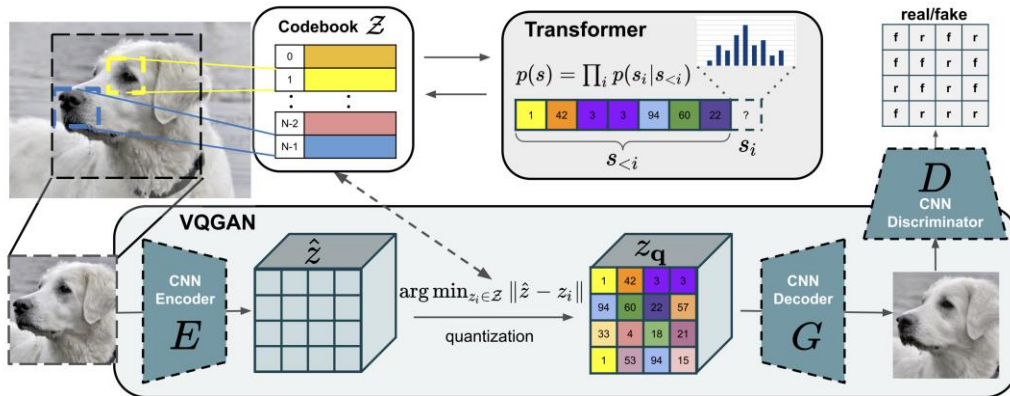 Codebook 𝒵
0
1
: :
N-2
N-1
Transformer
p(s) = ∏ᵢ p(sᵢ|s<ᵢ)
1 42 3 3 94 60 22 ?
s<ᵢ sᵢ
real/fake
f r f r
f f r r
r f r f
f r r r
D
CNN
Discriminator
VQGAN
CNN
Encoder
E
ẑ
arg min_{zᵢ∈𝒵} ‖ẑ − zᵢ‖
quantization
z_q
1 42 3 3
94 60 22 57
33 4 18 21
1 53 94 15
CNN
Decoder
G